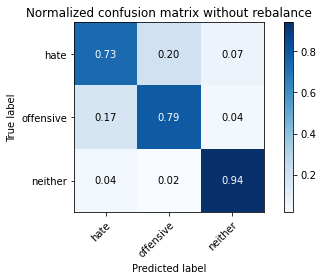 Normalized confusion matrix without rebalance
True label
hate
offensive
neither
0.73 0.20 0.07
0.17 0.79 0.04
0.04 0.02 0.94
hate
offensive
neither
Predicted label
0.8
0.6
0.4
0.2